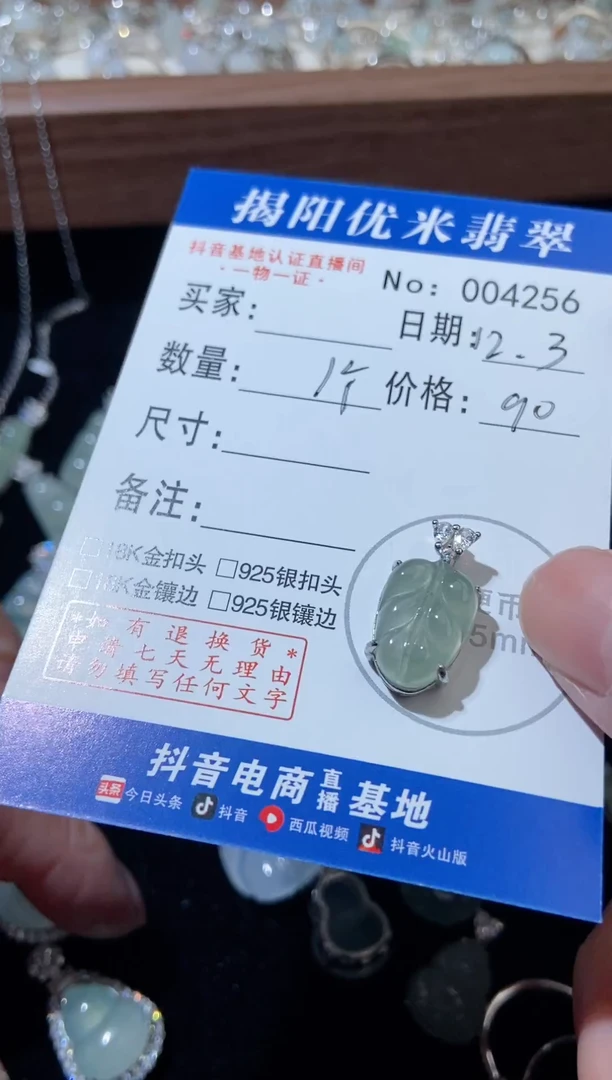 揭阳优米翡翠
抖音基地认证直播间
·一物一证·
No: 004256
买家:
日期: 12.3
数量: 1件
价格: 90
尺寸:
备注:
□18K金扣头 □925银扣头
□18K金镶边 □925银镶边
*如有退换货*
申请七天无理由
请勿填写任何文字
硬币
5mm
抖音电商直播基地
头条 今日头条 抖音 西瓜视频 抖音火山版